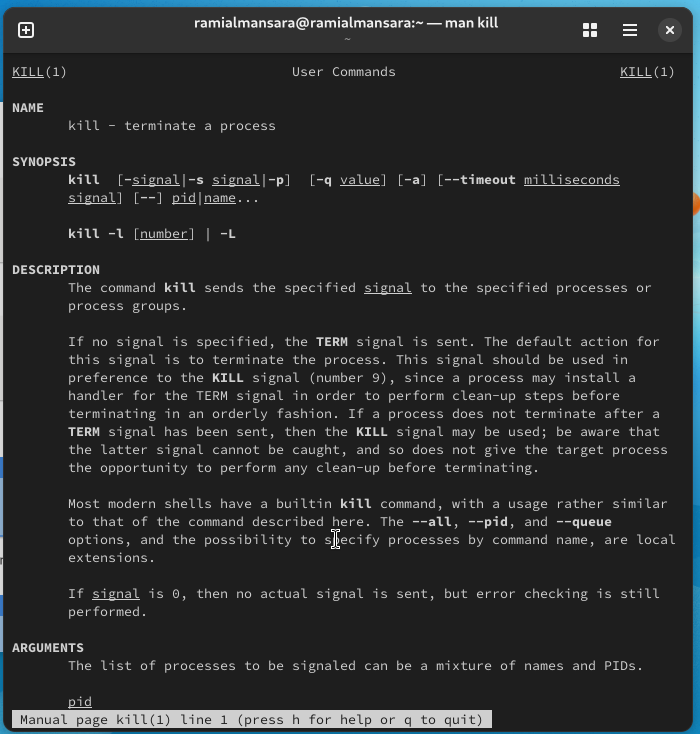 ramialmansara@ramialmansara:~ — man kill
~
KILL(1) User Commands KILL(1)
NAME
kill - terminate a process
SYNOPSIS
kill [-signal|-s signal|-p] [-q value] [-a] [--timeout milliseconds
signal] [--] pid|name...
kill -l [number] | -L
DESCRIPTION
The command kill sends the specified signal to the specified processes or
process groups.
If no signal is specified, the TERM signal is sent. The default action for
this signal is to terminate the process. This signal should be used in
preference to the KILL signal (number 9), since a process may install a
handler for the TERM signal in order to perform clean-up steps before
terminating in an orderly fashion. If a process does not terminate after a
TERM signal has been sent, then the KILL signal may be used; be aware that
the latter signal cannot be caught, and so does not give the target process
the opportunity to perform any clean-up before terminating.
Most modern shells have a builtin kill command, with a usage rather similar
to that of the command described here. The --all, --pid, and --queue
options, and the possibility to specify processes by command name, are local
extensions.
If signal is 0, then no actual signal is sent, but error checking is still
performed.
ARGUMENTS
The list of processes to be signaled can be a mixture of names and PIDs.
pid
Manual page kill(1) line 1 (press h for help or q to quit)